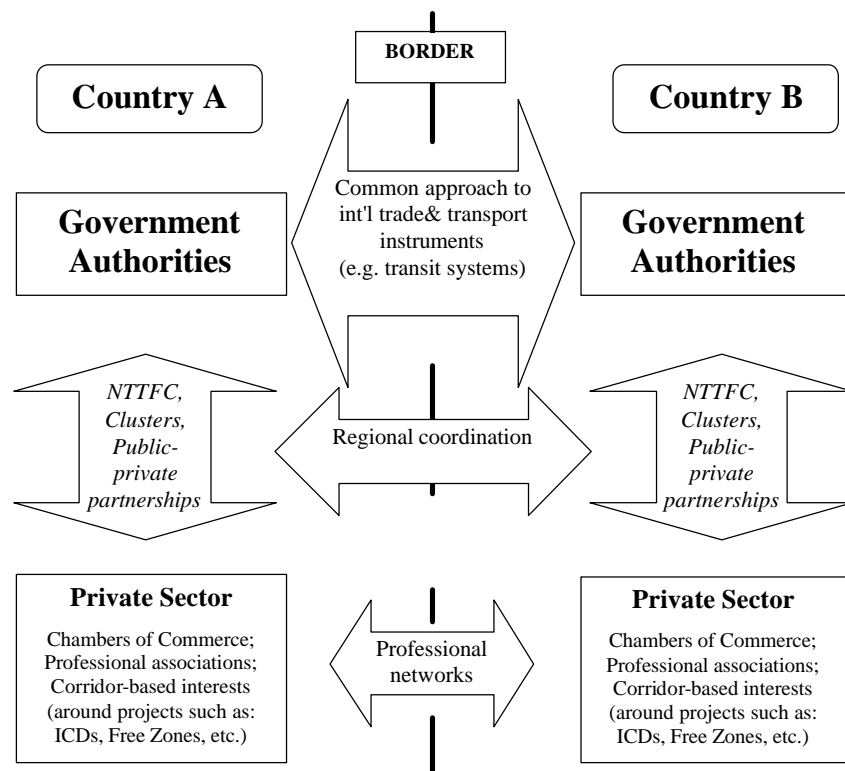 BORDER
Country A
Country B
Government
Authorities
Common approach to
int'l trade& transport
instruments
(e.g. transit systems)
Government
Authorities
NTTFC,
Clusters,
Public-
private
partnerships
Regional coordination
NTTFC,
Clusters,
Public-
private
partnerships
Private Sector
Chambers of Commerce;
Professional associations;
Corridor-based interests
(around projects such as:
ICDs, Free Zones, etc.)
Professional
networks
Private Sector
Chambers of Commerce;
Professional associations;
Corridor-based interests
(around projects such as:
ICDs, Free Zones, etc.)